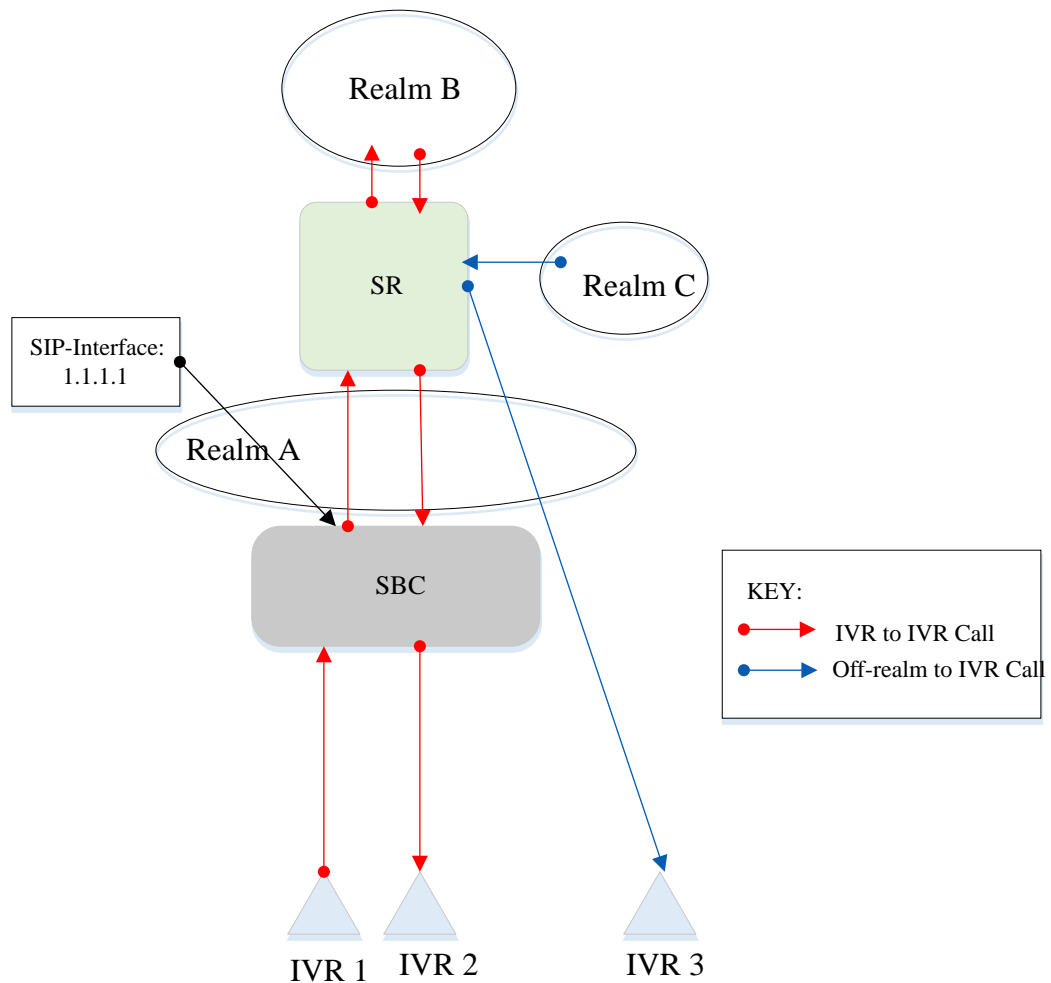 Realm B
SR
Realm C
SIP-Interface:
1.1.1.1
Realm A
SBC
KEY:
IVR to IVR Call
Off-realm to IVR Call
IVR 1
IVR 2
IVR 3